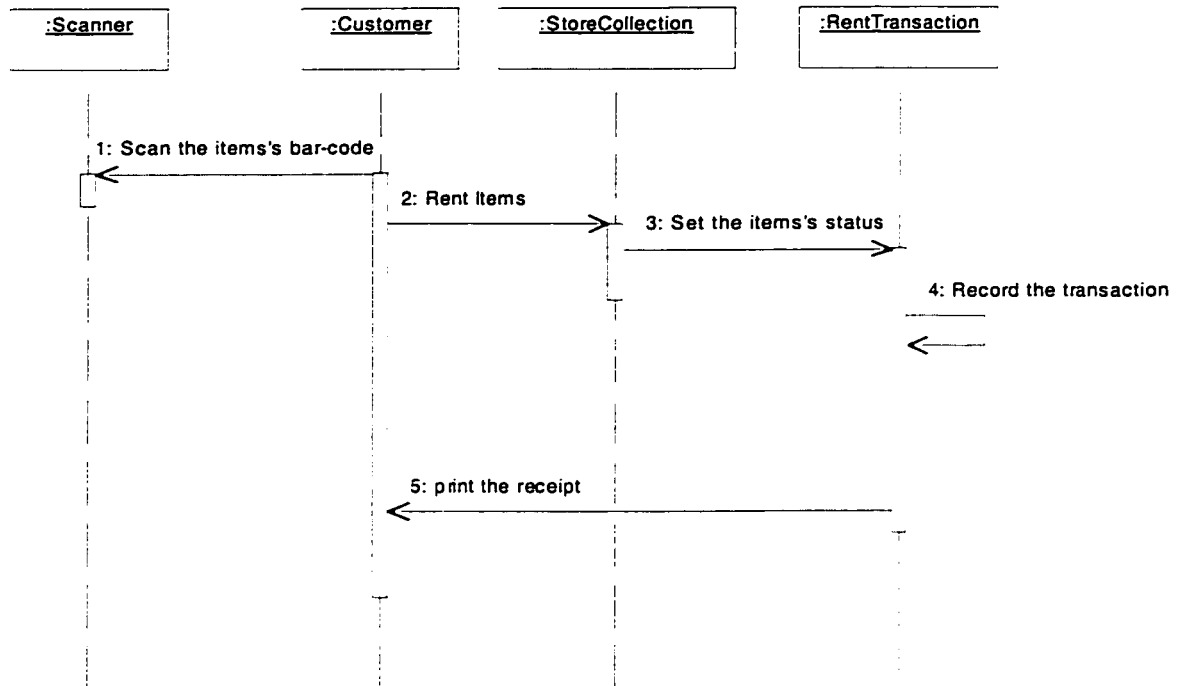 :Scanner
:Customer
:StoreCollection
:RentTransaction
1: Scan the items's bar-code
2: Rent Items
3: Set the items's status
4: Record the transaction
5: print the receipt